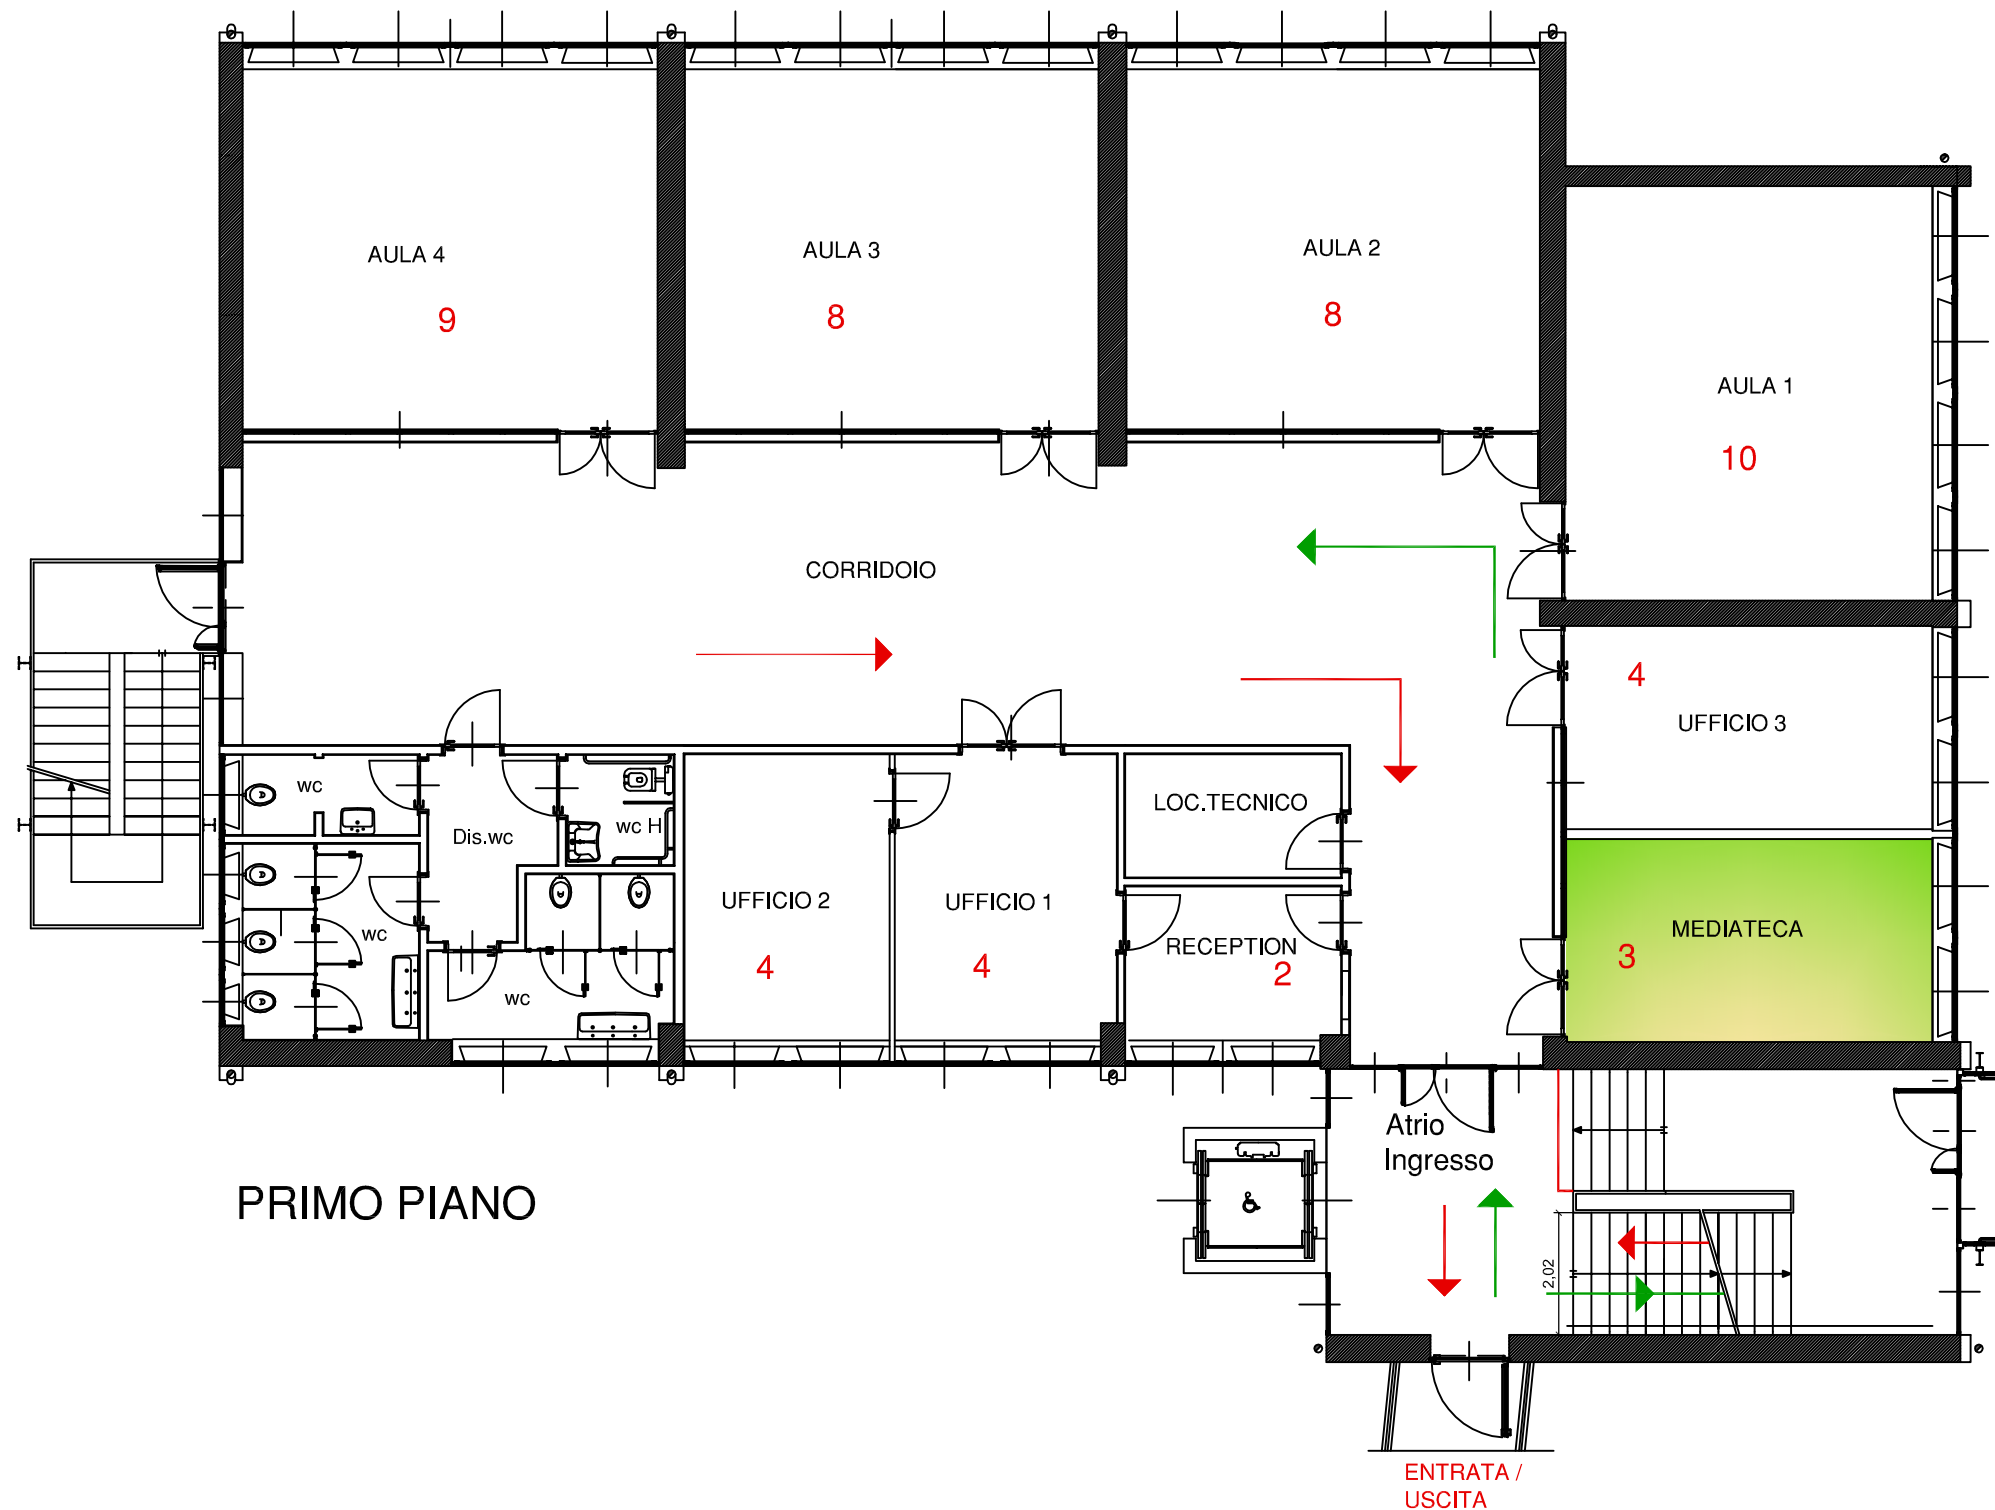 AULA 4
9
AULA 3
8
AULA 2
8
AULA 1
10
CORRIDOIO
4
UFFICIO 3
wc
Dis.wc
wc H
LOC.TECNICO
UFFICIO 2
4
UFFICIO 1
4
RECEPTION
2
MEDIATECA
3
wc
wc
Atrio
Ingresso
PRIMO PIANO
2,02
ENTRATA /
USCITA